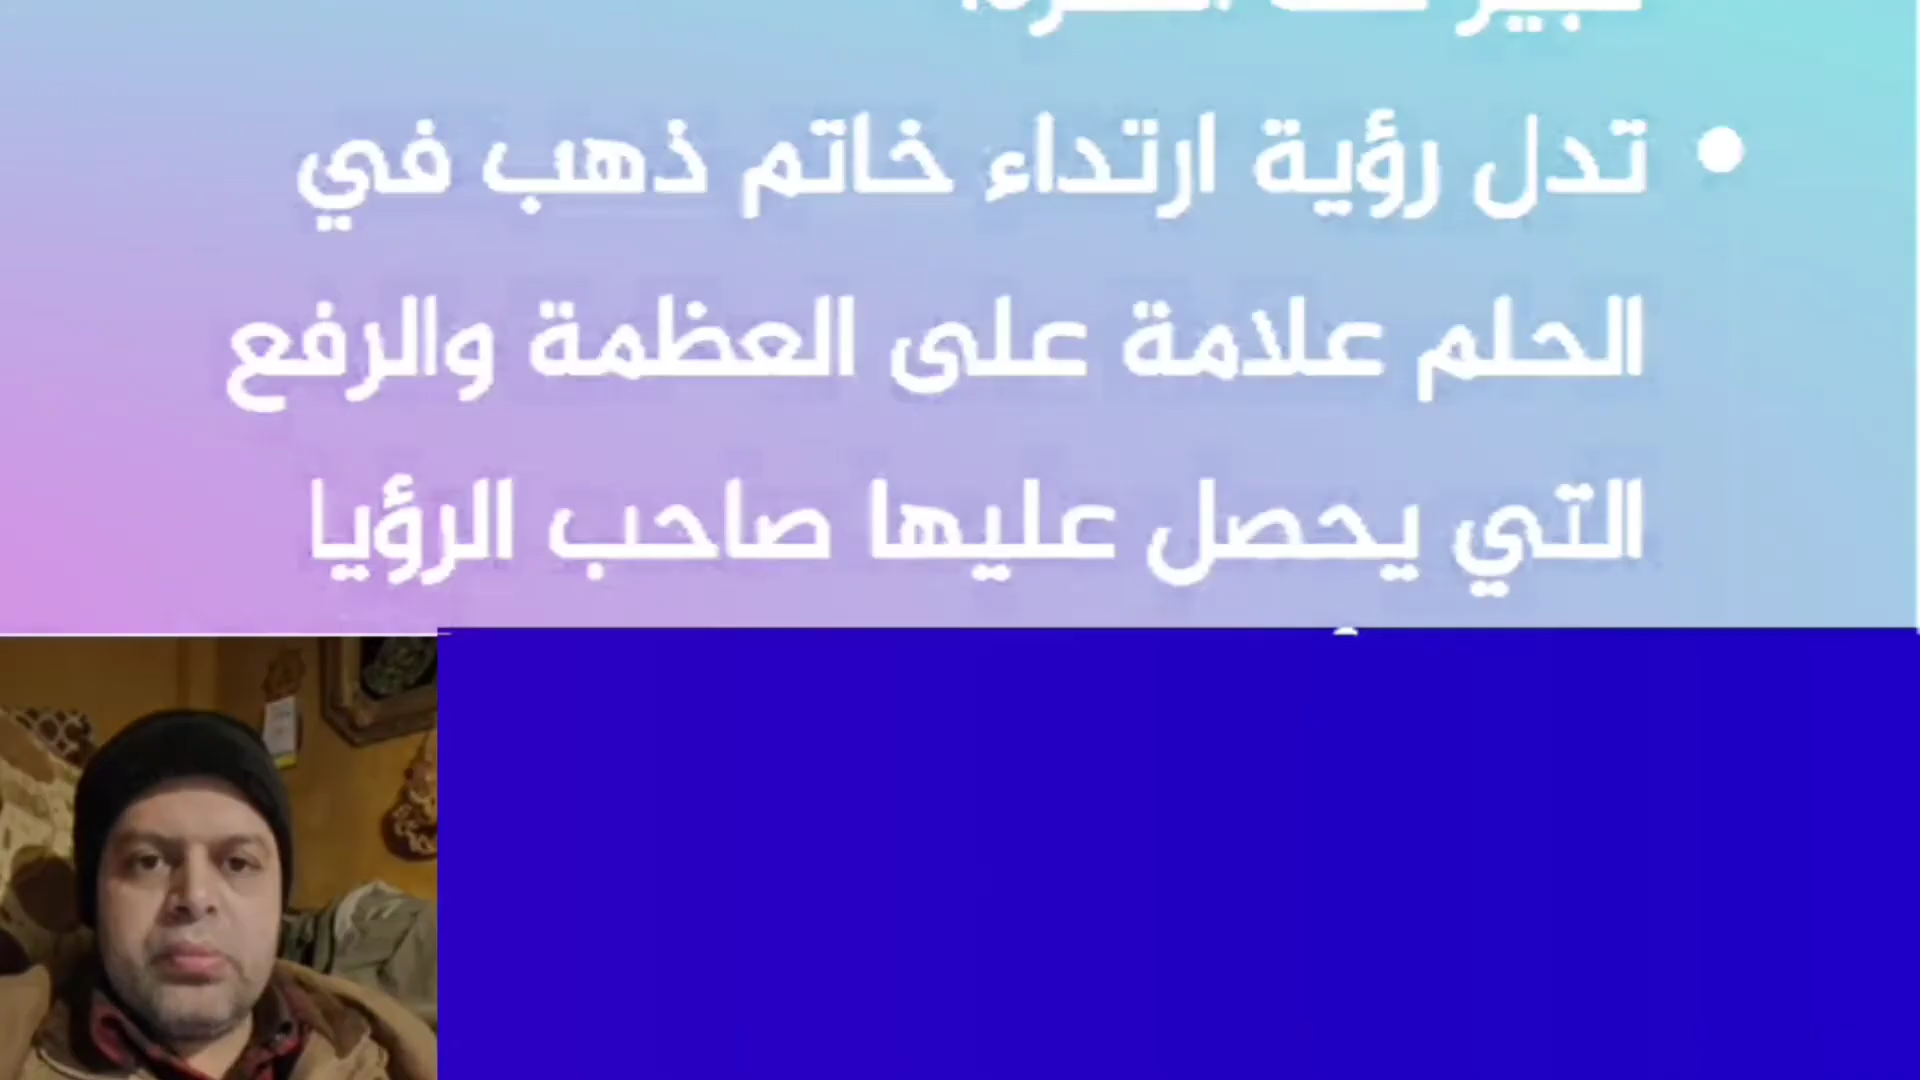 تدل رؤية ارتداء خاتم ذهب في
الحلم علامة على العظمة والرفع
التي يحصل عليها صاحب الرؤيا